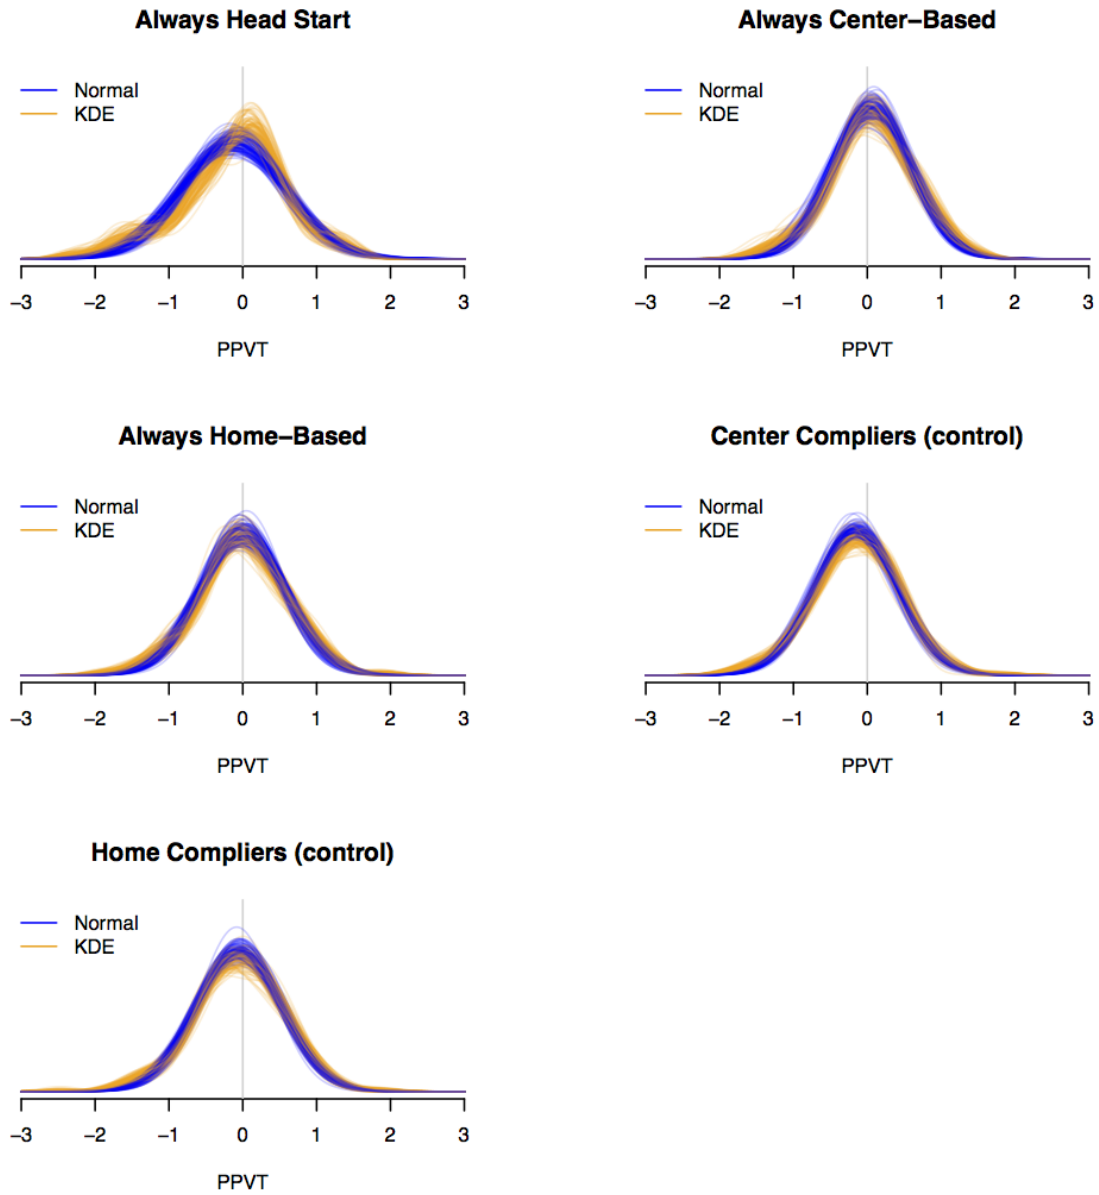 Always Head Start
Normal
KDE
−3 −2 −1 0 1 2 3
PPVT
Always Center−Based
Normal
KDE
−3 −2 −1 0 1 2 3
PPVT
Always Home−Based
Normal
KDE
−3 −2 −1 0 1 2 3
PPVT
Center Compliers (control)
Normal
KDE
−3 −2 −1 0 1 2 3
PPVT
Home Compliers (control)
Normal
KDE
−3 −2 −1 0 1 2 3
PPVT